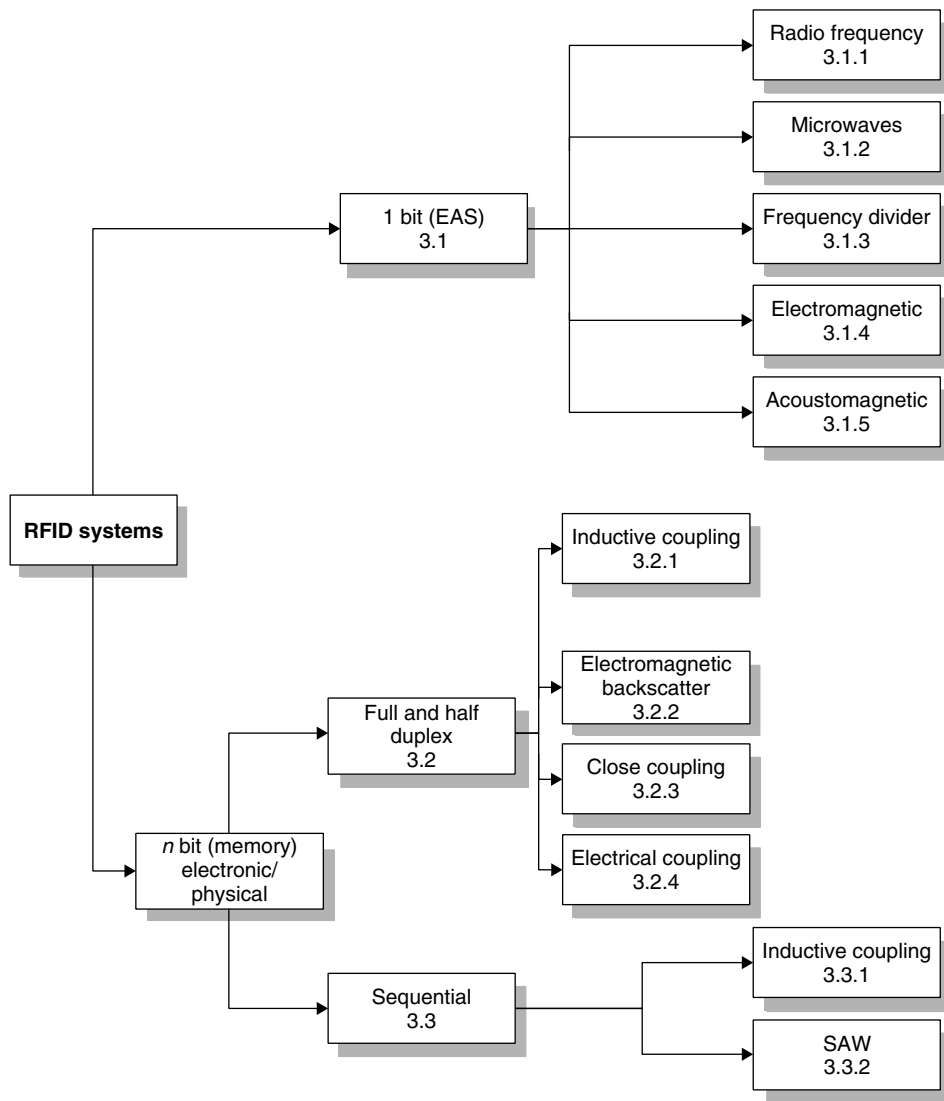 Radio frequency
3.1.1
Microwaves
3.1.2
1 bit (EAS)
3.1
Frequency divider
3.1.3
Electromagnetic
3.1.4
Acoustomagnetic
3.1.5
RFID systems
Inductive coupling
3.2.1
Electromagnetic
backscatter
3.2.2
Full and half
duplex
3.2
Close coupling
3.2.3
n bit (memory)
electronic/
physical
Electrical coupling
3.2.4
Inductive coupling
3.3.1
Sequential
3.3
SAW
3.3.2